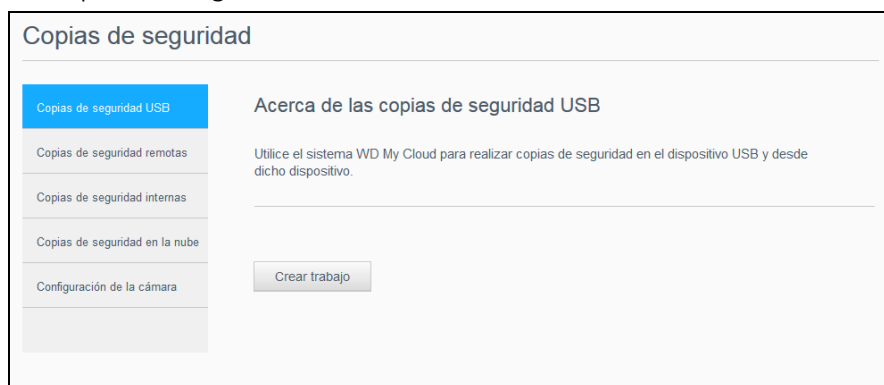 Copias de seguridad
Copias de seguridad USB
Copias de seguridad remotas
Copias de seguridad internas
Copias de seguridad en la nube
Configuración de la cámara
Acerca de las copias de seguridad USB
Utilice el sistema WD My Cloud para realizar copias de seguridad en el dispositivo USB y desde
dicho dispositivo.
Crear trabajo